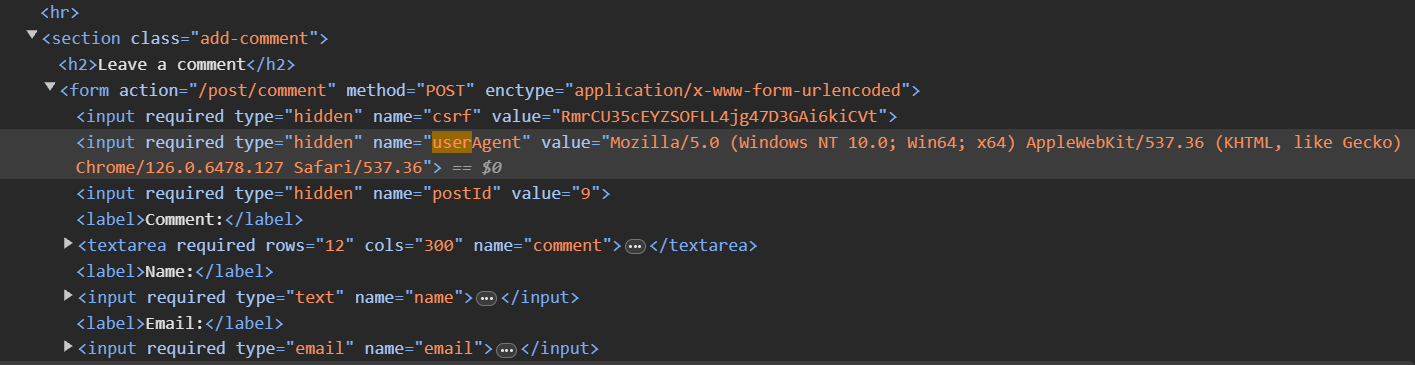 <hr>
<section class="add-comment">
<h2>Leave a comment</h2>
<form action="/post/comment" method="POST" enctype="application/x-www-form-urlencoded">
<input required type="hidden" name="csrf" value="RmrCU35cEYZSOFLL4jg47D3GAi6kiCVt">
<input required type="hidden" name="userAgent" value="Mozilla/5.0 (Windows NT 10.0; Win64; x64) AppleWebKit/537.36 (KHTML, like Gecko)
Chrome/126.0.6478.127 Safari/537.36"> == $0
<input required type="hidden" name="postId" value="9">
<label>Comment:</label>
<textarea required rows="12" cols="300" name="comment">…</textarea>
<label>Name:</label>
<input required type="text" name="name">…</input>
<label>Email:</label>
<input required type="email" name="email">…</input>